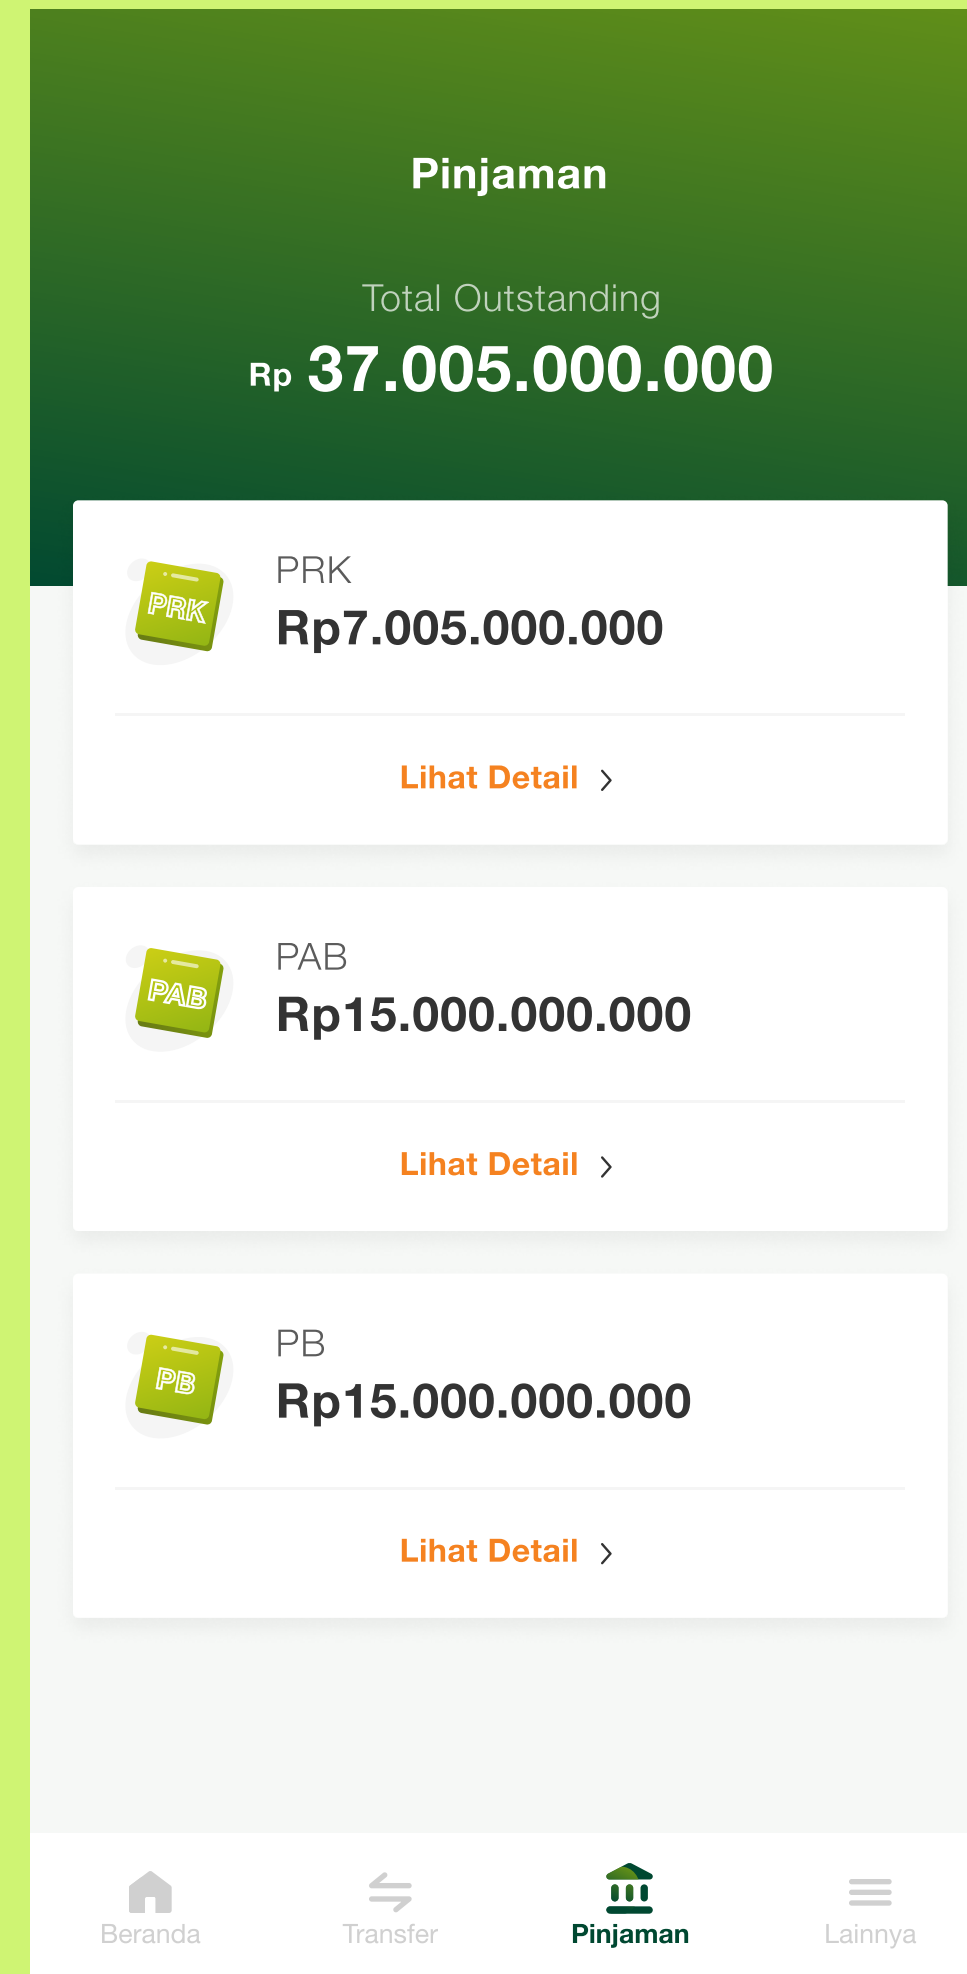 Pinjaman
Total Outstanding
Rp 37.005.000.000
PRK
PRK
Rp7.005.000.000
Lihat Detail
PAB
PAB
Rp15.000.000.000
Lihat Detail
PB
PB
Rp15.000.000.000
Lihat Detail
Beranda Transfer Pinjaman Lainnya